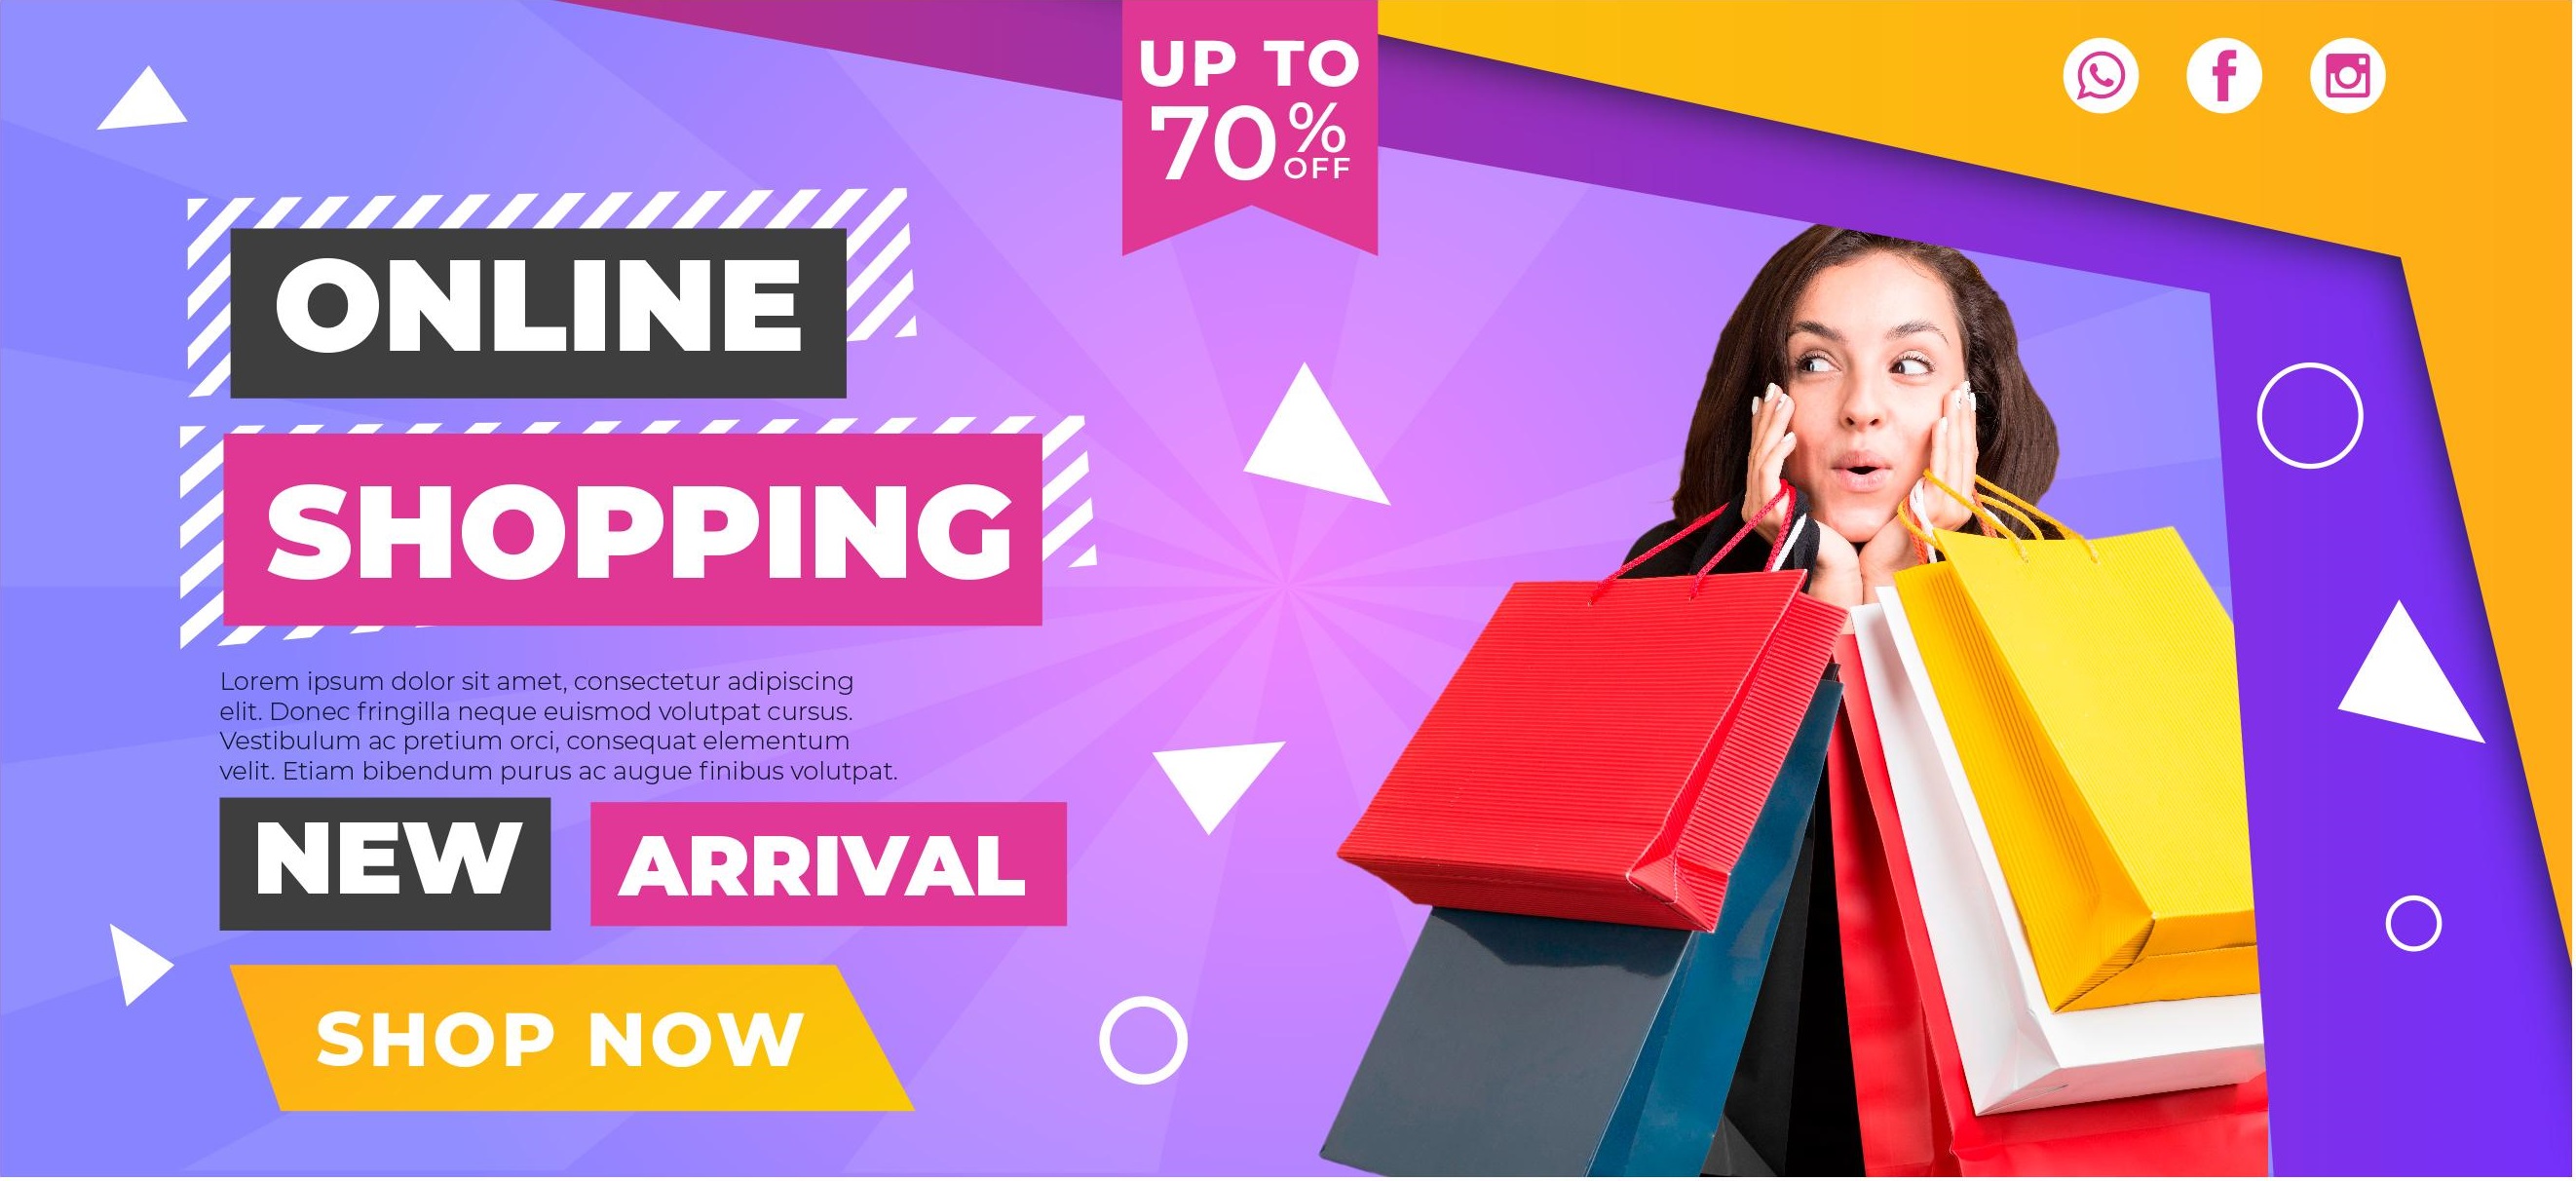 UP TO
70%
OFF
ONLINE
SHOPPING
Lorem ipsum dolor sit amet, consectetur adipiscing
elit. Donec fringilla neque euismod volutpat cursus.
Vestibulum ac pretium orci, consequat elementum
velit. Etiam bibendum purus ac augue finibus volutpat.
NEW ARRIVAL
SHOP NOW